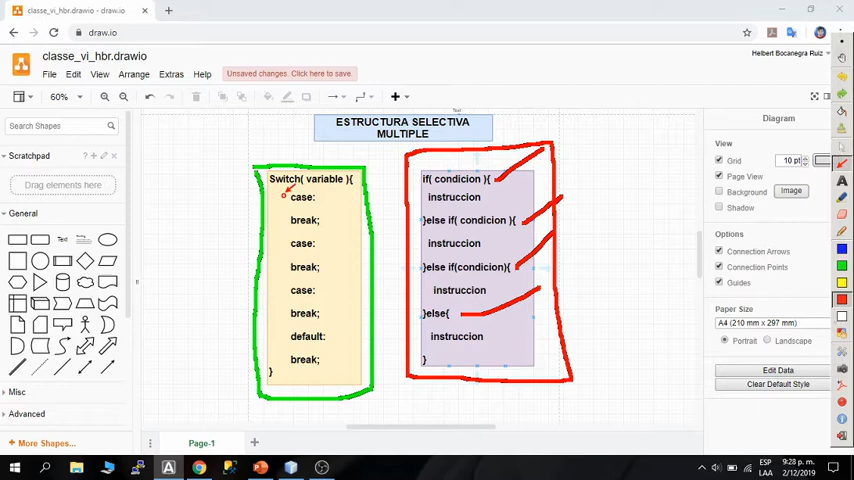 classe_vi_hbr.drawio - draw.io
draw.io
classe_vi_hbr.drawio
Helbert Bocanegra Ruiz
File Edit View Arrange Extras Help
Unsaved changes. Click here to save.
60%
Search Shapes
Scratchpad
Drag elements here
General
Text
Misc
Advanced
More Shapes...
Text
ESTRUCTURA SELECTIVA
MULTIPLE
Switch( variable ){
case:
break;
case:
break;
case:
break;
default:
break;
}
if( condicion ){
instruccion
}else if( condicion ){
instruccion
}else if(condicion){
instruccion
}else{
instruccion
}
Diagram
View
Grid
10 pt
Page View
Background
Image
Shadow
Options
Connection Arrows
Connection Points
Guides
Paper Size
A4 (210 mm x 297 mm)
Portrait
Landscape
Edit Data
Clear Default Style
Page-1
ESP
LAA
9:28 p. m.
2/12/2019